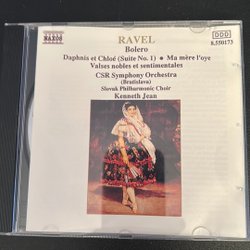 NAXOS
DDD
8.550173
RAVEL
Bolero
Daphnis et Chloé (Suite No. 1) ● Ma mère l'oye
Valses nobles et sentimentales
CSR Symphony Orchestra
(Bratislava)
Slovak Philharmonic Choir
Kenneth Jean